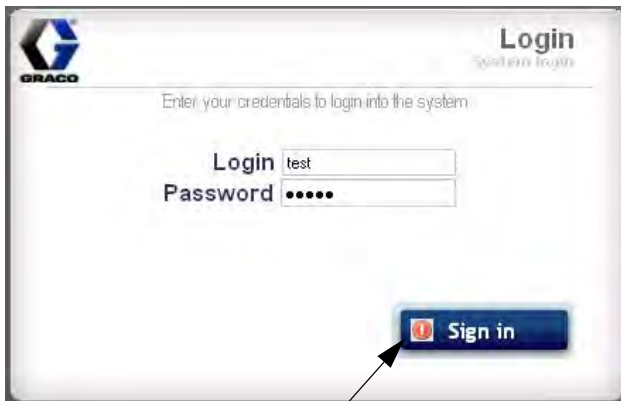 GRACO
Login
System login
Enter your credentials to login into the system
Login test
Password •••••
Sign in